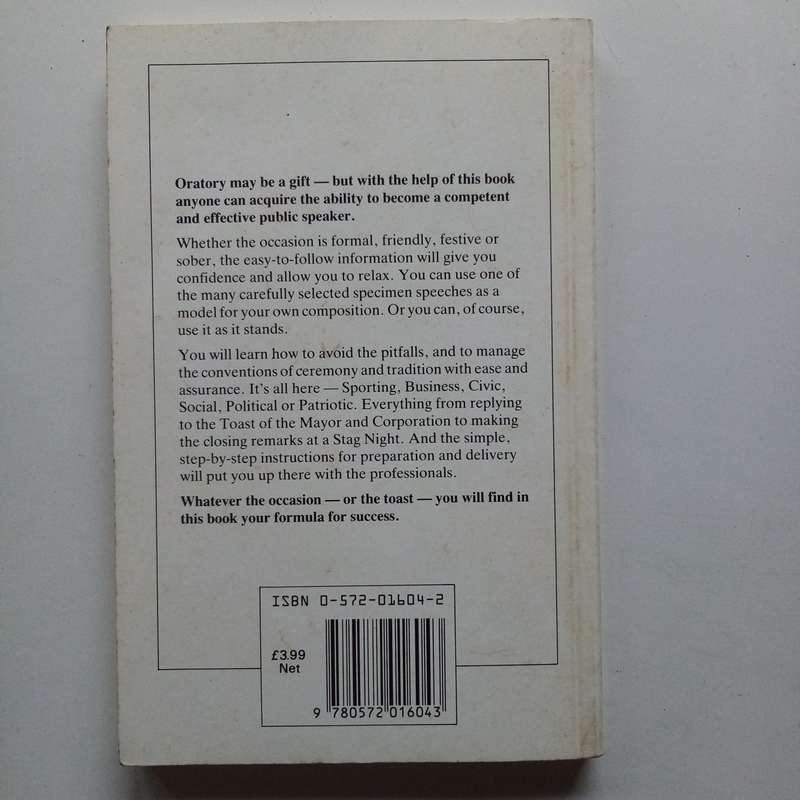 Oratory may be a gift — but with the help of this book
anyone can acquire the ability to become a competent
and effective public speaker.
Whether the occasion is formal, friendly, festive or
sober, the easy-to-follow information will give you
confidence and allow you to relax. You can use one of
the many carefully selected specimen speeches as a
model for your own composition. Or you can, of course,
use it as it stands.
You will learn how to avoid the pitfalls, and to manage
the conventions of ceremony and tradition with ease and
assurance. It's all here — Sporting, Business, Civic,
Social, Political or Patriotic. Everything from replying
to the Toast of the Mayor and Corporation to making
the closing remarks at a Stag Night. And the simple,
step-by-step instructions for preparation and delivery
will put you up there with the professionals.
Whatever the occasion — or the toast — you will find in
this book your formula for success.
ISBN 0-572-01604-2
£3.99
Net
9 780572 016043